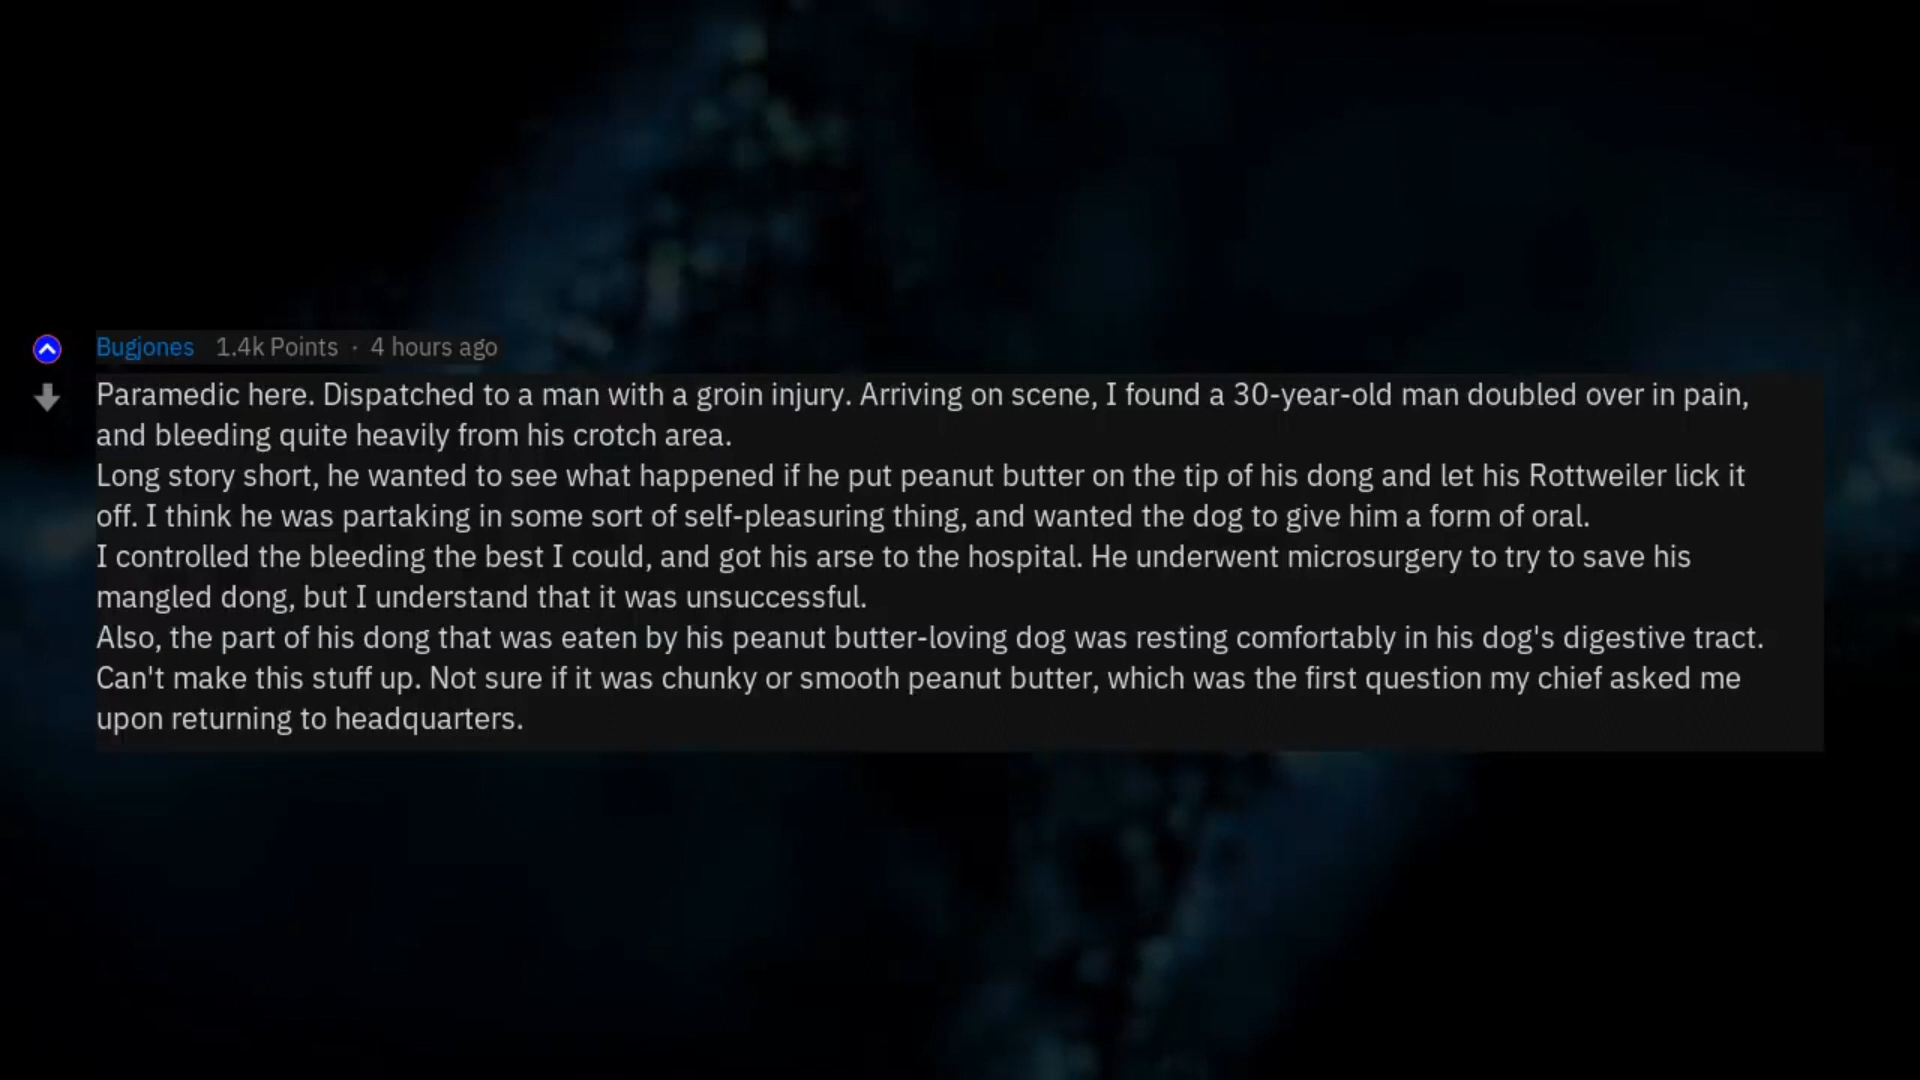 Bugjones 1.4k Points · 4 hours ago
Paramedic here. Dispatched to a man with a groin injury. Arriving on scene, I found a 30-year-old man doubled over in pain,
and bleeding quite heavily from his crotch area.
Long story short, he wanted to see what happened if he put peanut butter on the tip of his dong and let his Rottweiler lick it
off. I think he was partaking in some sort of self-pleasuring thing, and wanted the dog to give him a form of oral.
I controlled the bleeding the best I could, and got his arse to the hospital. He underwent microsurgery to try to save his
mangled dong, but I understand that it was unsuccessful.
Also, the part of his dong that was eaten by his peanut butter-loving dog was resting comfortably in his dog's digestive tract.
Can't make this stuff up. Not sure if it was chunky or smooth peanut butter, which was the first question my chief asked me
upon returning to headquarters.